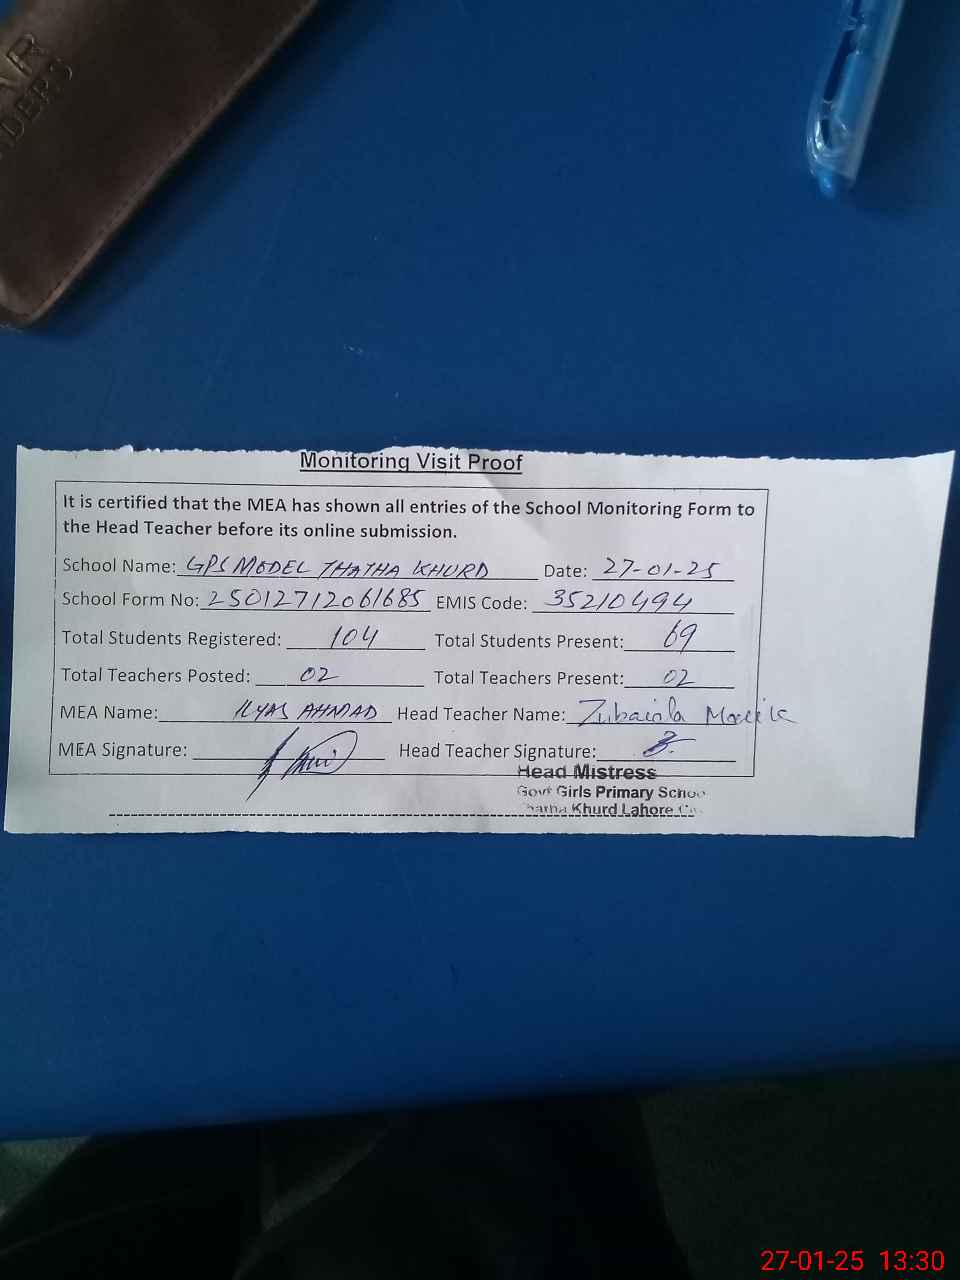 AR
Monitoring Visit Proof
It is certified that the MEA has shown all entries of the School Monitoring Form to
the Head Teacher before its online submission.
School Name: GPS MODEL THATHA KHURD Date: 27-01-25
School Form No: 25012712061685 EMIS Code: 35210494
Total Students Registered: 104 Total Students Present: 69
Total Teachers Posted: 02 Total Teachers Present: 02
MEA Name: ILYAS AHMAD Head Teacher Name: Zubaida
MEA Signature: Head Teacher Signature:
Head Mistress
Govt Girls Primary Schoo
Khurd Lahore
27-01-25 13:30